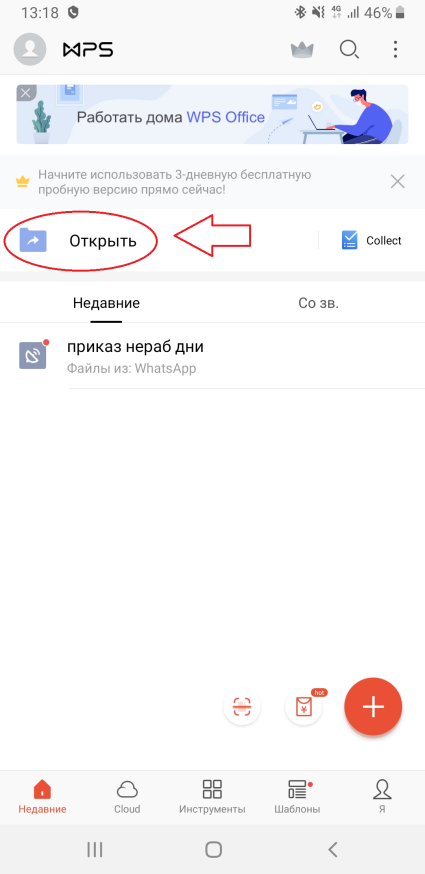 13:18
4G
46%
WPS
Работать дома WPS Office
Начните использовать 3-дневную бесплатную
пробную версию прямо сейчас!
Открыть
Collect
Недавние
Со зв.
приказ нераб дни
Файлы из: WhatsApp
hot
¥
Недавние
Cloud
Инструменты
Шаблоны
Я